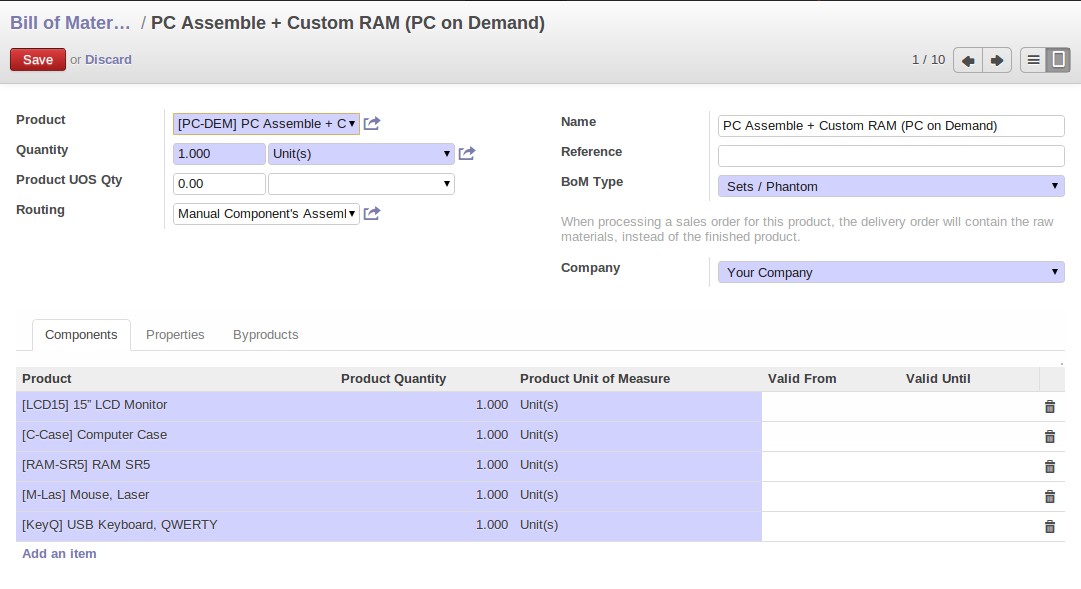 Bill of Mater… / PC Assemble + Custom RAM (PC on Demand)
Save or Discard
1 / 10
Product
[PC-DEM] PC Assemble + C
Quantity
1.000
Unit(s)
Product UOS Qty
0.00
Routing
Manual Component's Assembl
Name
PC Assemble + Custom RAM (PC on Demand)
Reference
BoM Type
Sets / Phantom
When processing a sales order for this product, the delivery order will contain the raw
materials, instead of the finished product.
Company
Your Company
Components Properties Byproducts
Product Product Quantity Product Unit of Measure Valid From Valid Until
[LCD15] 15” LCD Monitor 1.000 Unit(s)
[C-Case] Computer Case 1.000 Unit(s)
[RAM-SR5] RAM SR5 1.000 Unit(s)
[M-Las] Mouse, Laser 1.000 Unit(s)
[KeyQ] USB Keyboard, QWERTY 1.000 Unit(s)
Add an item